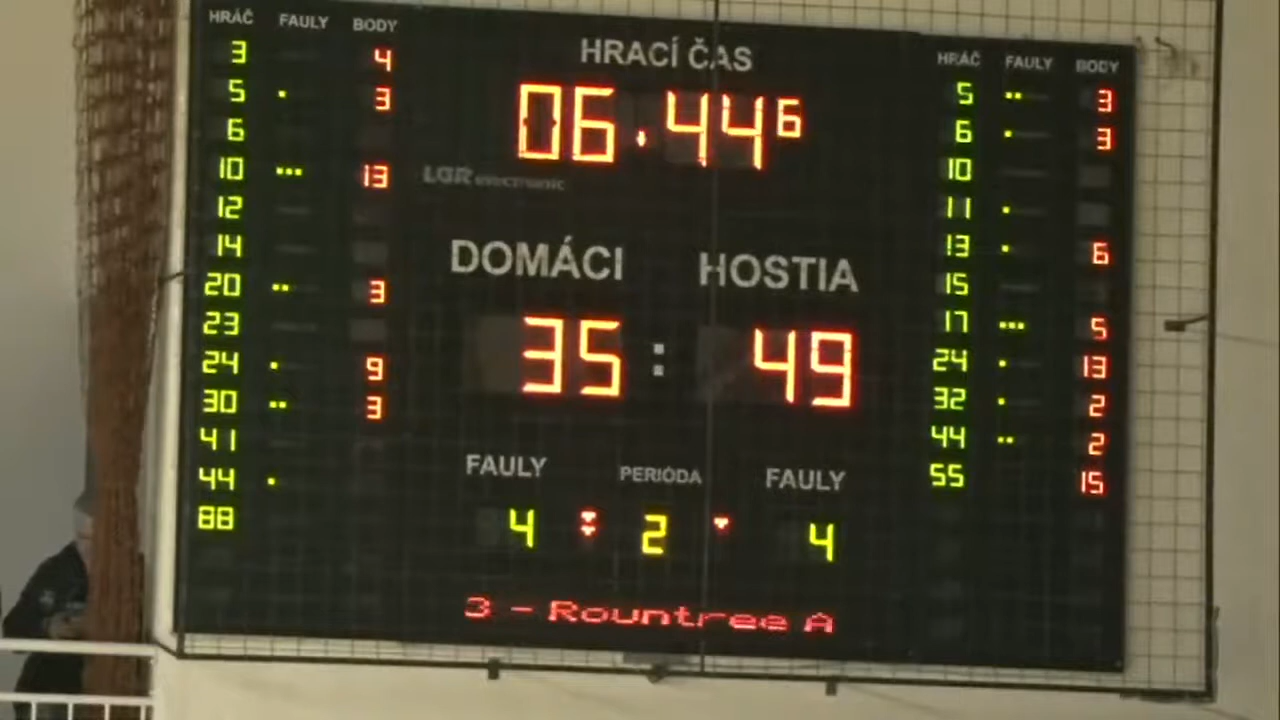 HRÁČ FAULY BODY
3 4
5 . 3
6
10 ... 13
12
14
20 .. 3
23
24 . 9
30 .. 3
41
44 .
88
HRACÍ ČAS
06.44 6
LGR electronic
DOMÁCI HOSTIA
35 : 49
FAULY PERIÓDA FAULY
4 2 4
3 - Rountree A
HRÁČ FAULY BODY
5 .. 3
6 . 3
10
11 .
13 . 6
15
17 ... 5
24 . 13
32 . 2
44 .. 2
55 15